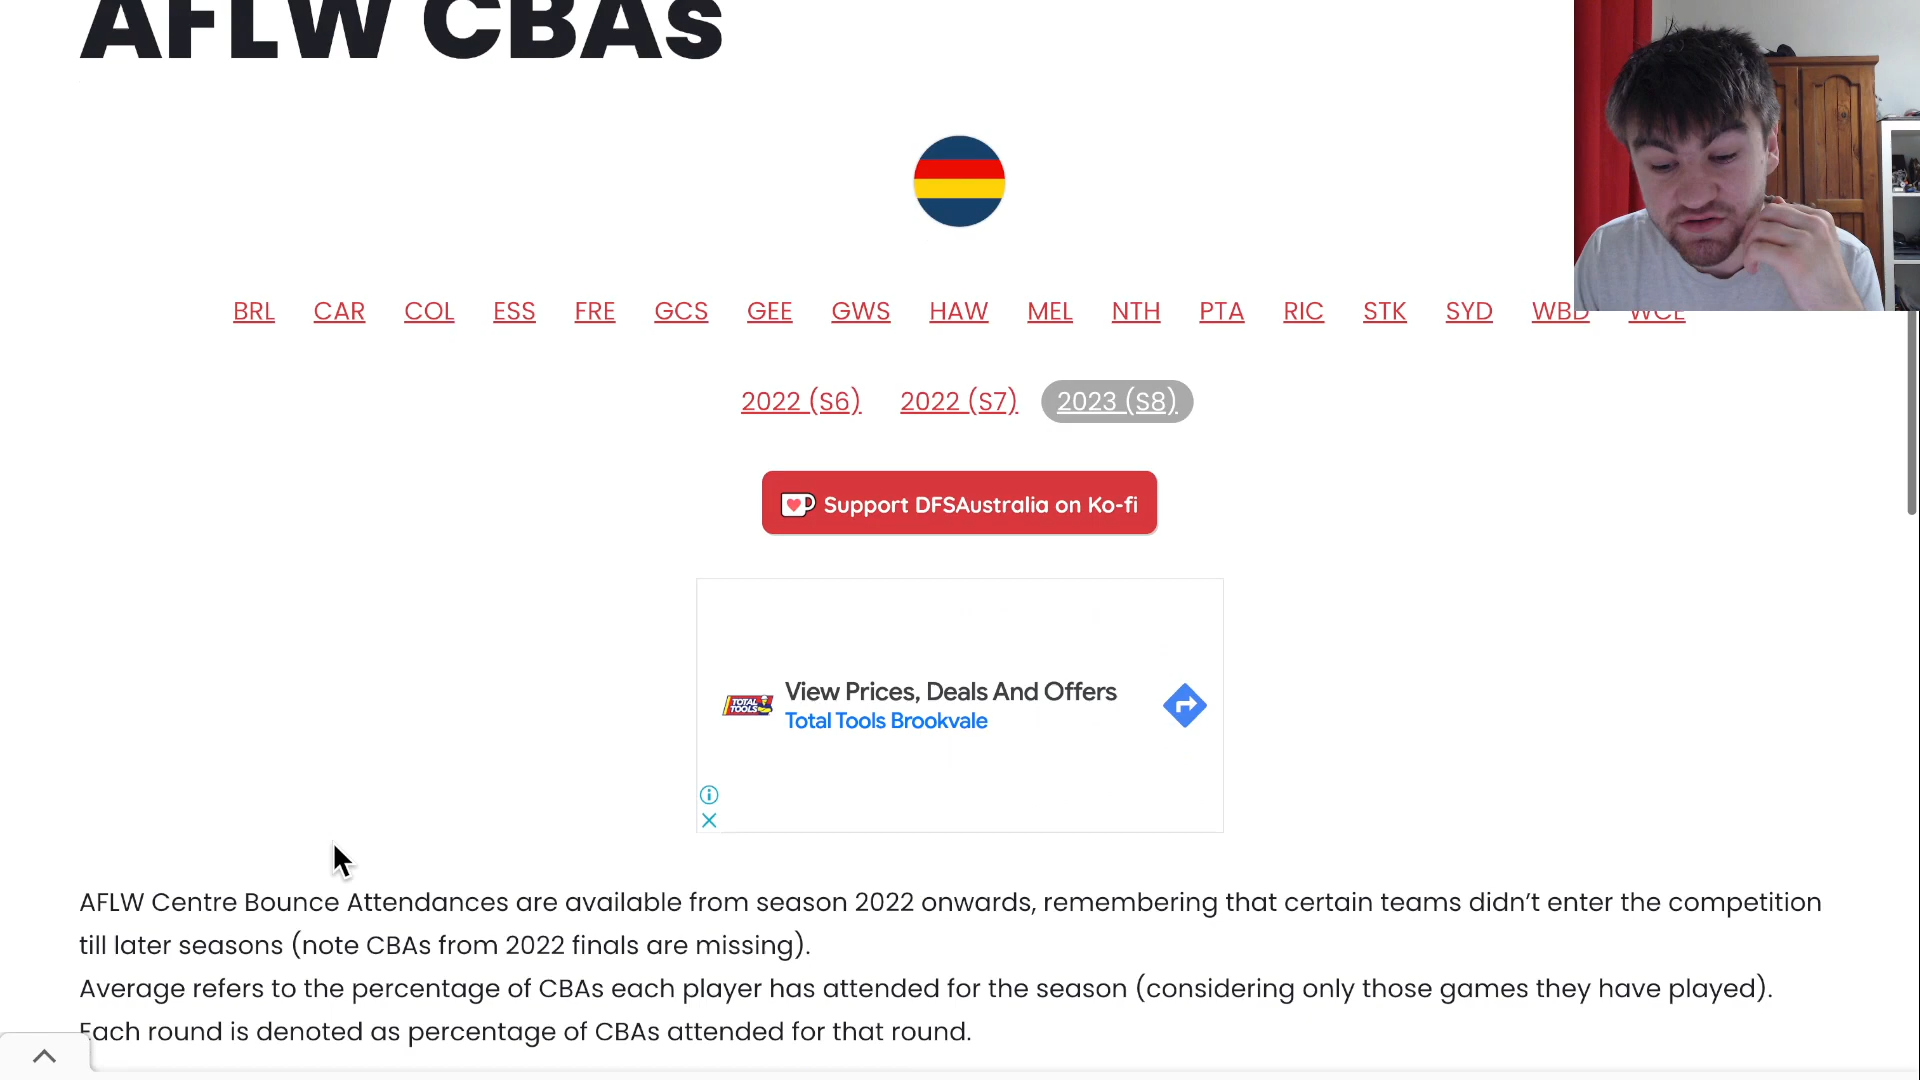 AFLW CBAs
BRL CAR COL ESS FRE GCS GEE GWS HAW MEL NTH PTA RIC STK SYD WBD WCE
2022 (S6) 2022 (S7) 2023 (S8)
Support DFSAustralia on Ko-fi
View Prices, Deals And Offers
TOTAL TOOLS
Total Tools Brookvale
AFLW Centre Bounce Attendances are available from season 2022 onwards, remembering that certain teams didn't enter the competition
till later seasons (note CBAs from 2022 finals are missing).
Average refers to the percentage of CBAs each player has attended for the season (considering only those games they have played).
Each round is denoted as percentage of CBAs attended for that round.